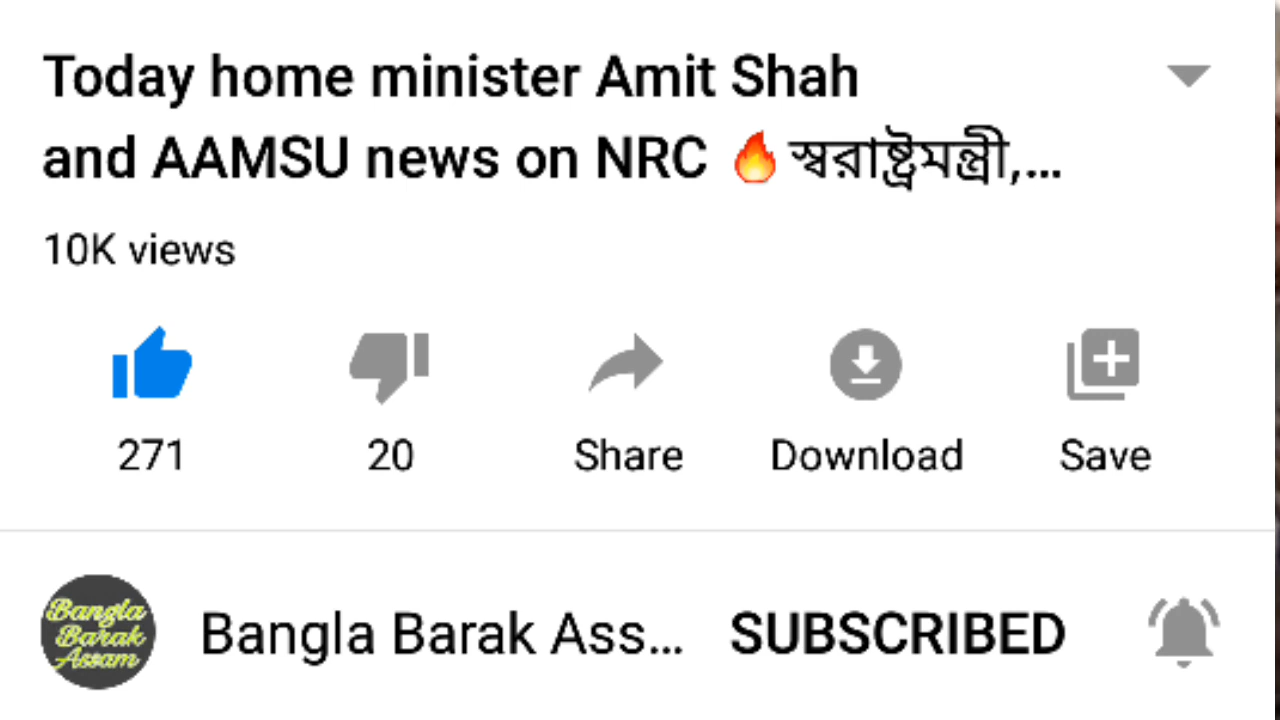 Today home minister Amit Shah
and AAMSU news on NRC 🔥স্বরাষ্ট্রমন্ত্রী,...
10K views
271 20 Share Download Save
Bangla
Barak
Assam
Bangla Barak Ass... SUBSCRIBED